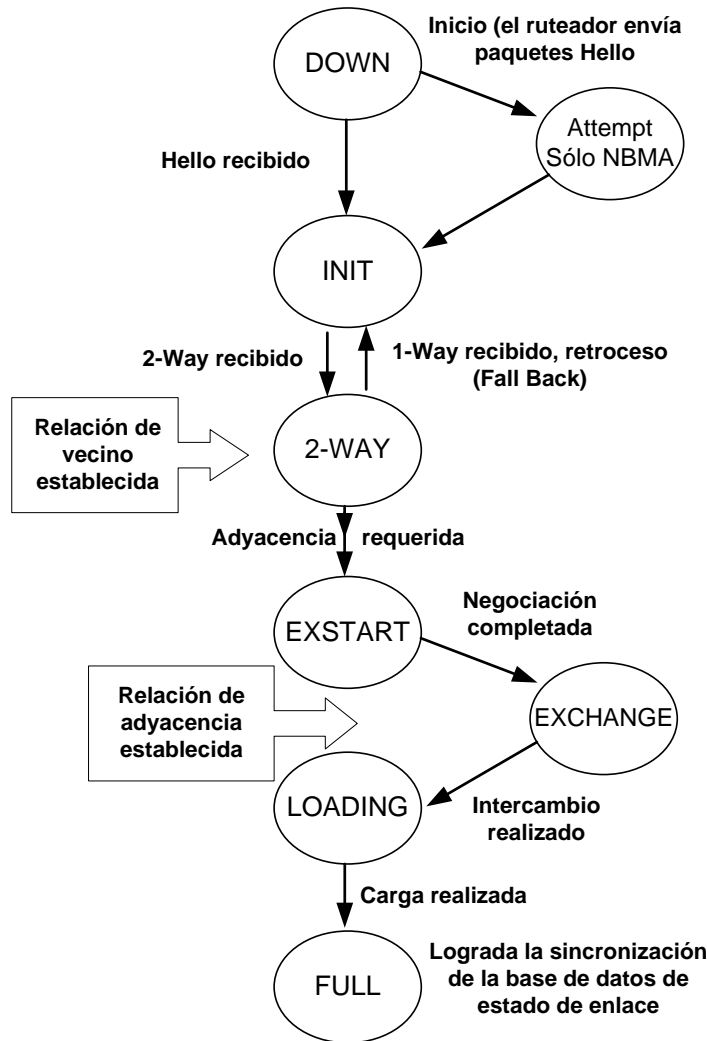 Inicio (el ruteador envía
paquetes Hello
DOWN
Attempt
Sólo NBMA
Hello recibido
INIT
2-Way recibido
1-Way recibido, retroceso
(Fall Back)
Relación de
vecino
establecida
2-WAY
Adyacencia requerida
EXSTART
Negociación
completada
Relación de
adyacencia
establecida
EXCHANGE
LOADING
Intercambio
realizado
Carga realizada
FULL
Lograda la sincronización
de la base de datos de
estado de enlace